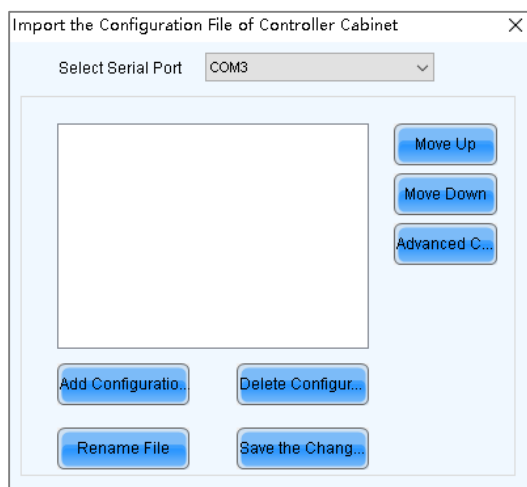 Import the Configuration File of Controller Cabinet
Select Serial Port COM3
Move Up
Move Down
Advanced C...
Add Configuratio...
Delete Configur...
Rename File
Save the Chang...